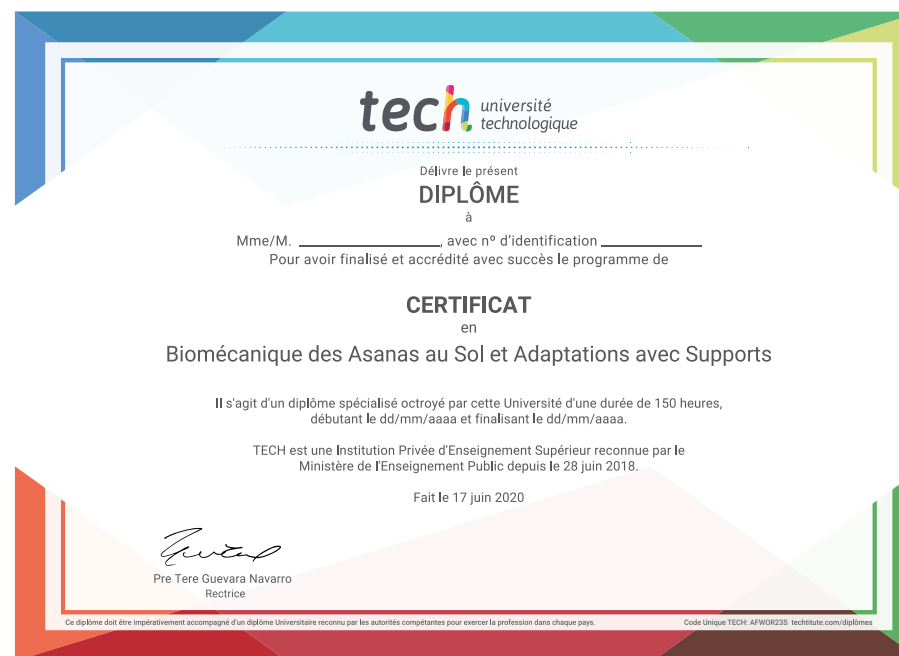 tech université
technologique
Délivre le présent
DIPLÔME
à
Mme/M. ____________________, avec nº d'identification ______________
Pour avoir finalisé et accrédité avec succès le programme de
CERTIFICAT
en
Biomécanique des Asanas au Sol et Adaptations avec Supports
Il s'agit d'un diplôme spécialisé octroyé par cette Université d'une durée de 150 heures,
débutant le dd/mm/aaaa et finalisant le dd/mm/aaaa.
TECH est une Institution Privée d'Enseignement Supérieur reconnue par le
Ministère de l'Enseignement Public depuis le 28 juin 2018.
Fait le 17 juin 2020
Pre Tere Guevara Navarro
Rectrice
Ce diplôme doit être impérativement accompagné d'un diplôme Universitaire reconnu par les autorités compétantes pour exercer la profession dans chaque pays.
Code Unique TECH: AFWOR23S techtitute.com/diplômes